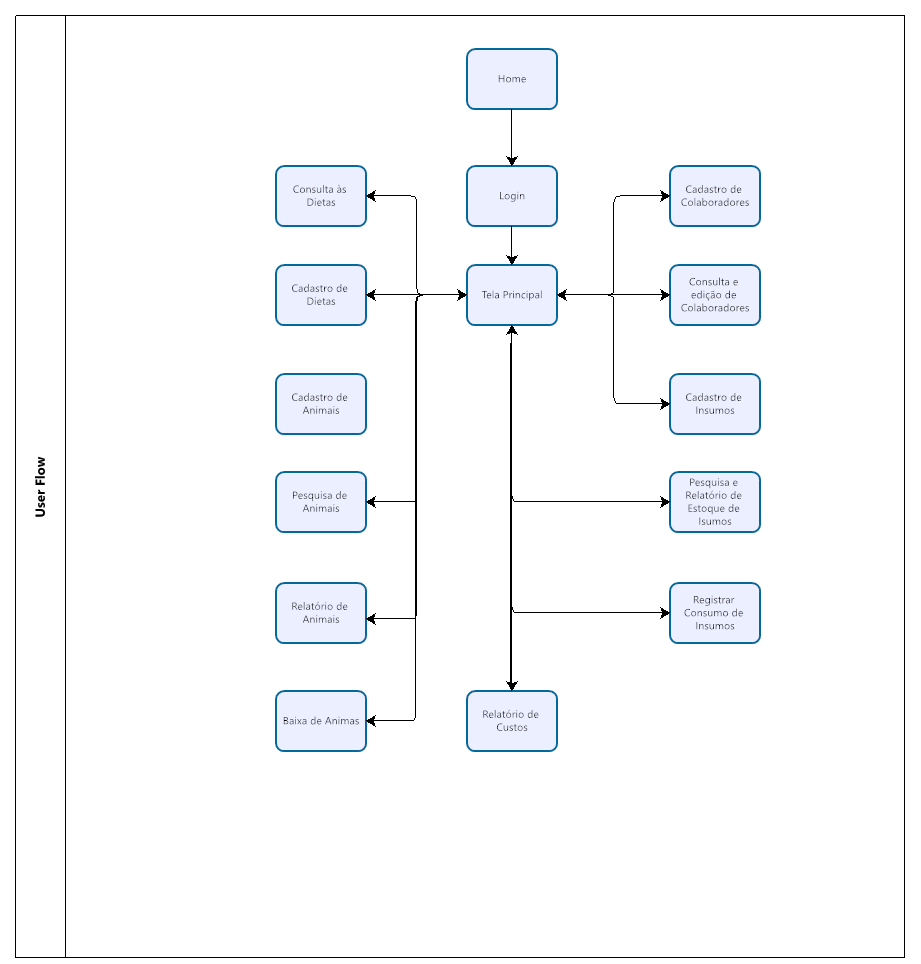 User Flow
Home
Consulta às
Dietas
Login
Cadastro de
Colaboradores
Cadastro de
Dietas
Tela Principal
Consulta e
edição de
Colaboradores
Cadastro de
Animais
Cadastro de
Insumos
Pesquisa de
Animais
Pesquisa e
Relatório de
Estoque de
Isumos
Relatório de
Animais
Registrar
Consumo de
Insumos
Baixa de Animas
Relatório de
Custos